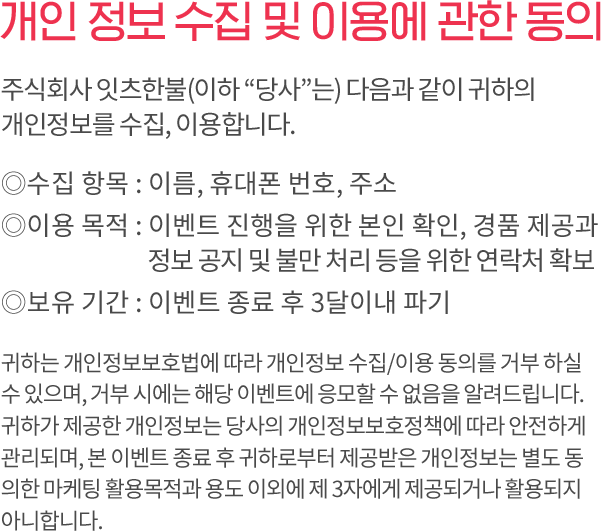 개인 정보 수집 및 이용에 관한 동의
주식회사 잇츠한불(이하 “당사”는) 다음과 같이 귀하의
개인정보를 수집, 이용합니다.
◎수집 항목 : 이름, 휴대폰 번호, 주소
◎이용 목적 : 이벤트 진행을 위한 본인 확인, 경품 제공과
정보 공지 및 불만 처리 등을 위한 연락처 확보
◎보유 기간 : 이벤트 종료 후 3달이내 파기
귀하는 개인정보보호법에 따라 개인정보 수집/이용 동의를 거부 하실
수 있으며, 거부 시에는 해당 이벤트에 응모할 수 없음을 알려드립니다.
귀하가 제공한 개인정보는 당사의 개인정보보호정책에 따라 안전하게
관리되며, 본 이벤트 종료 후 귀하로부터 제공받은 개인정보는 별도 동
의한 마케팅 활용목적과 용도 이외에 제 3자에게 제공되거나 활용되지
아니합니다.